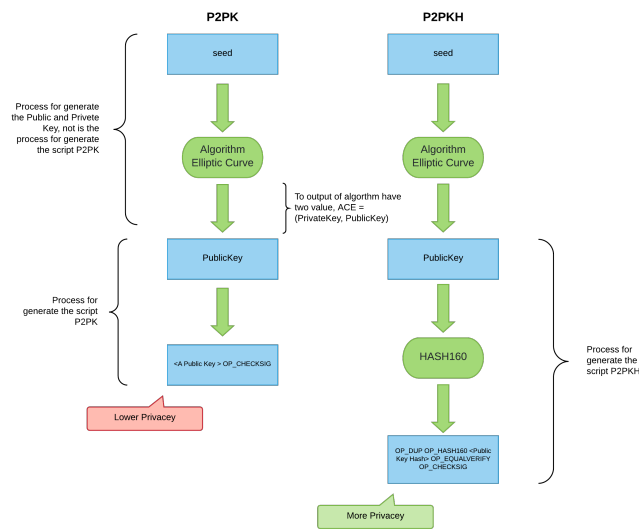 P2PK
P2PKH
seed
seed
Process for generate
the Public and Privete
Key, not is the
process for generate
the script P2PK
Algorithm
Elliptic Curve
Algorithm
Elliptic Curve
To output of algorthm have
two value, ACE =
(PrivateKey, PublicKey)
PublicKey
PublicKey
Process for
generate the script
P2PK
<A Public Key > OP_CHECKSIG
HASH160
Process for
generate the
script P2PKH
Lower Privacey
OP_DUP OP_HASH160 <Public
Key Hash> OP_EQUALVERIFY
OP_CHECKSIG
More Privacey